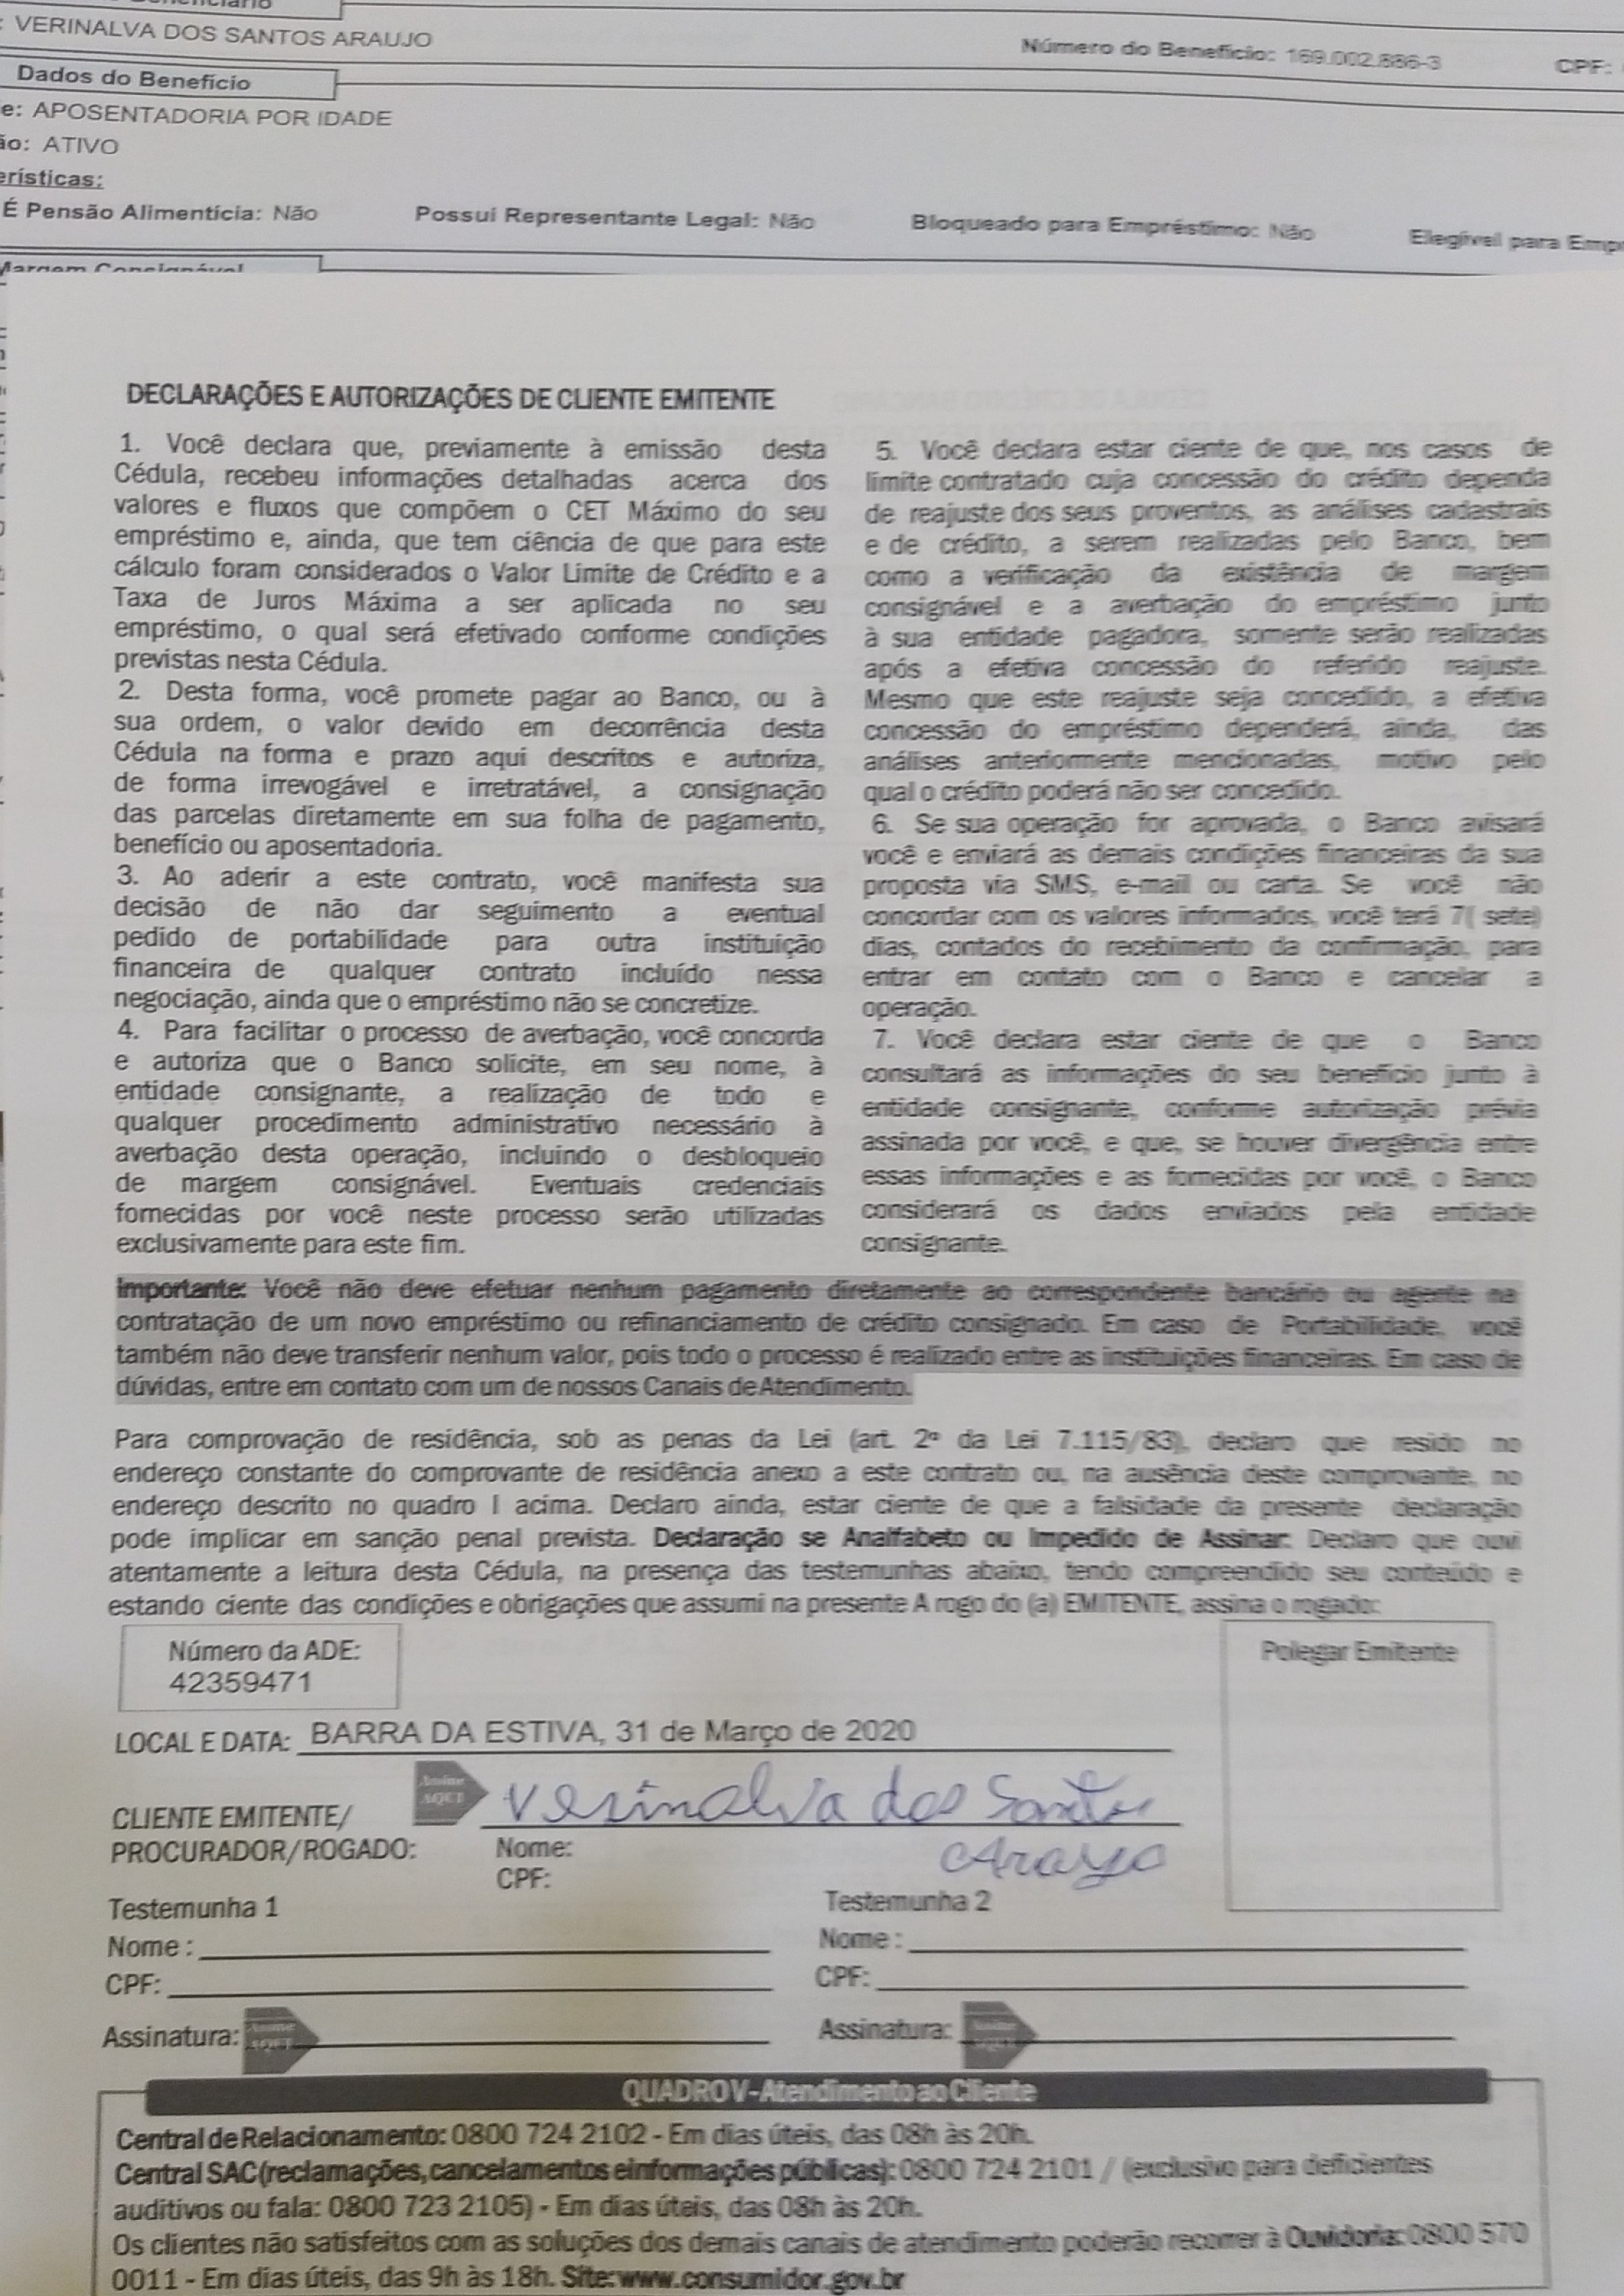 : VERINALVA DOS SANTOS ARAUJO
Número do Benefício: 169.002.886-3
CPF:
Dados do Benefício
e: APOSENTADORIA POR IDADE
ão: ATIVO
erísticas:
É Pensão Alimentícia: Não
Possui Representante Legal: Não
Bloqueado para Empréstimo: Não
Elegível para Emp
Margem Consignável
DECLARAÇÕES E AUTORIZAÇÕES DE CLIENTE EMITENTE
1. Você declara que, previamente à emissão desta
Cédula, recebeu informações detalhadas acerca dos
valores e fluxos que compõem o CET Máximo do seu
empréstimo e, ainda, que tem ciência de que para este
cálculo foram considerados o Valor Limite de Crédito e a
Taxa de Juros Máxima a ser aplicada no seu
empréstimo, o qual será efetivado conforme condições
previstas nesta Cédula.
2. Desta forma, você promete pagar ao Banco, ou à
sua ordem, o valor devido em decorrência desta
Cédula na forma e prazo aqui descritos e autoriza,
de forma irrevogável e irretratável, a consignação
das parcelas diretamente em sua folha de pagamento,
benefício ou aposentadoria.
3. Ao aderir a este contrato, você manifesta sua
decisão de não dar seguimento a eventual
pedido de portabilidade para outra instituição
financeira de qualquer contrato incluído nessa
negociação, ainda que o empréstimo não se concretize.
4. Para facilitar o processo de averbação, você concorda
e autoriza que o Banco solicite, em seu nome, à
entidade consignante, a realização de todo e
qualquer procedimento administrativo necessário à
averbação desta operação, incluindo o desbloqueio
de margem consignável. Eventuais credenciais
fornecidas por você neste processo serão utilizadas
exclusivamente para este fim.
5. Você declara estar ciente de que, nos casos de
limite contratado cuja concessão do crédito dependa
de reajuste dos seus proventos, as análises cadastrais
e de crédito, a serem realizadas pelo Banco, bem
como a verificação da existência de margem
consignável e a averbação do empréstimo junto
à sua entidade pagadora, somente serão realizadas
após a efetiva concessão do referido reajuste.
Mesmo que este reajuste seja concedido, a efetiva
concessão do empréstimo dependerá, ainda, das
análises anteriormente mencionadas, motivo pelo
qual o crédito poderá não ser concedido.
6. Se sua operação for aprovada, o Banco avisará
você e enviará as demais condições financeiras da sua
proposta via SMS, e-mail ou carta. Se você não
concordar com os valores informados, você terá 7( sete)
dias, contados do recebimento da confirmação, para
entrar em contato com o Banco e cancelar a
operação.
7. Você declara estar ciente de que o Banco
consultará as informações do seu benefício junto à
entidade consignante, conforme autorização prévia
assinada por você, e que, se houver divergência entre
essas informações e as fornecidas por você, o Banco
considerará os dados enviados pela entidade
consignante.
Importante: Você não deve efetuar nenhum pagamento diretamente ao correspondente bancário ou agente na
contratação de um novo empréstimo ou refinanciamento de crédito consignado. Em caso de Portabilidade, você
também não deve transferir nenhum valor, pois todo o processo é realizado entre as instituições financeiras. Em caso de
dúvidas, entre em contato com um de nossos Canais de Atendimento.
Para comprovação de residência, sob as penas da Lei (art. 2º da Lei 7.115/83), declaro que resido no
endereço constante do comprovante de residência anexo a este contrato ou, na ausência deste comprovante, no
endereço descrito no quadro I acima. Declaro ainda, estar ciente de que a falsidade da presente declaração
pode implicar em sanção penal prevista. Declaração se Analfabeto ou Impedido de Assinar: Declaro que ouvi
atentamente a leitura desta Cédula, na presença das testemunhas abaixo, tendo compreendido seu conteúdo e
estando ciente das condições e obrigações que assumi na presente A rogo do (a) EMITENTE, assina o rogado:
Número da ADE:
42359471
Polegar Emitente
LOCAL E DATA: BARRA DA ESTIVA, 31 de Março de 2020
Assine
AQUI
CLIENTE EMITENTE/
PROCURADOR/ROGADO:
Verinalva dos Santos
Araujo
Nome:
CPF:
Testemunha 1
Nome :
CPF:
Assinatura:
Assine
AQUI
Testemunha 2
Nome :
CPF:
Assinatura:
Assine
AQUI
QUADRO V - Atendimento ao Cliente
Central de Relacionamento: 0800 724 2102 - Em dias úteis, das 08h às 20h.
Central SAC (reclamações, cancelamentos e informações públicas): 0800 724 2101 / (exclusivo para deficientes
auditivos ou fala: 0800 723 2105) - Em dias úteis, das 08h às 20h.
Os clientes não satisfeitos com as soluções dos demais canais de atendimento poderão recorrer à Ouvidoria: 0800 570
0011 - Em dias úteis, das 9h às 18h. Site: www.consumidor.gov.br